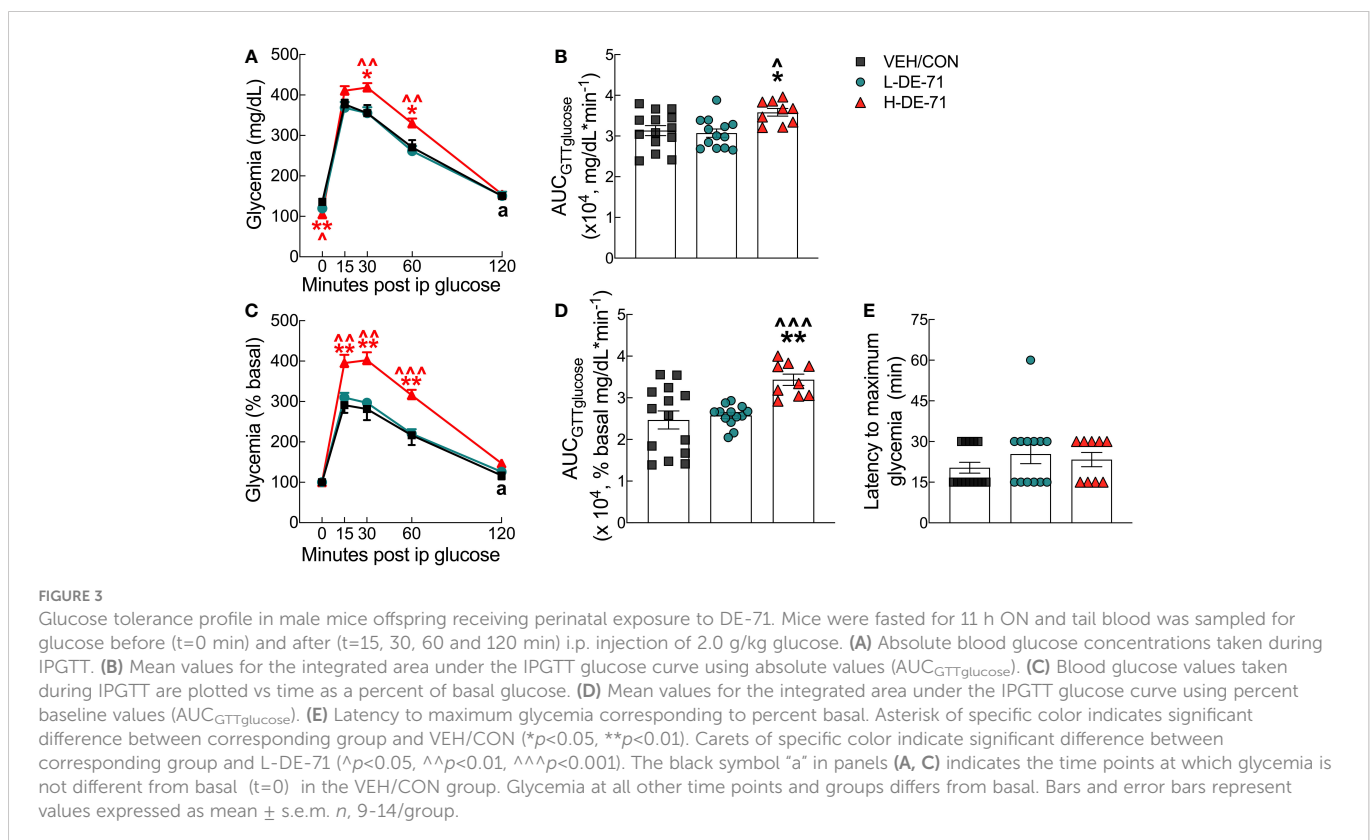 A
500
400
300
200
100
0
Glycemia (mg/dL)
^^
*
^^
*
**
^
a
0 15 30 60 120
Minutes post ip glucose
B
5
4
3
2
1
0
AUCGTTglucose
(x10⁴, mg/dL*min⁻¹)
^
*
VEH/CON
L-DE-71
H-DE-71
C
500
400
300
200
100
0
Glycemia (% basal)
^^
**
^^
**
^^^
**
a
0 15 30 60 120
Minutes post ip glucose
D
5
4
3
2
1
0
AUCGTTglucose
(x 10⁴, % basal mg/dL*min⁻¹)
^^^
**
E
75
60
45
30
15
0
Latency to maximum
glycemia (min)
FIGURE 3
Glucose tolerance profile in male mice offspring receiving perinatal exposure to DE-71. Mice were fasted for 11 h ON and tail blood was sampled for
glucose before (t=0 min) and after (t=15, 30, 60 and 120 min) i.p. injection of 2.0 g/kg glucose. (A) Absolute blood glucose concentrations taken during
IPGTT. (B) Mean values for the integrated area under the IPGTT glucose curve using absolute values (AUCGTTglucose). (C) Blood glucose values taken
during IPGTT are plotted vs time as a percent of basal glucose. (D) Mean values for the integrated area under the IPGTT glucose curve using percent
baseline values (AUCGTTglucose). (E) Latency to maximum glycemia corresponding to percent basal. Asterisk of specific color indicates significant
difference between corresponding group and VEH/CON (*p<0.05, **p<0.01). Carets of specific color indicate significant difference between
corresponding group and L-DE-71 (^p<0.05, ^^p<0.01, ^^^p<0.001). The black symbol "a" in panels (A, C) indicates the time points at which glycemia is
not different from basal (t=0) in the VEH/CON group. Glycemia at all other time points and groups differs from basal. Bars and error bars represent
values expressed as mean ± s.e.m. n, 9-14/group.